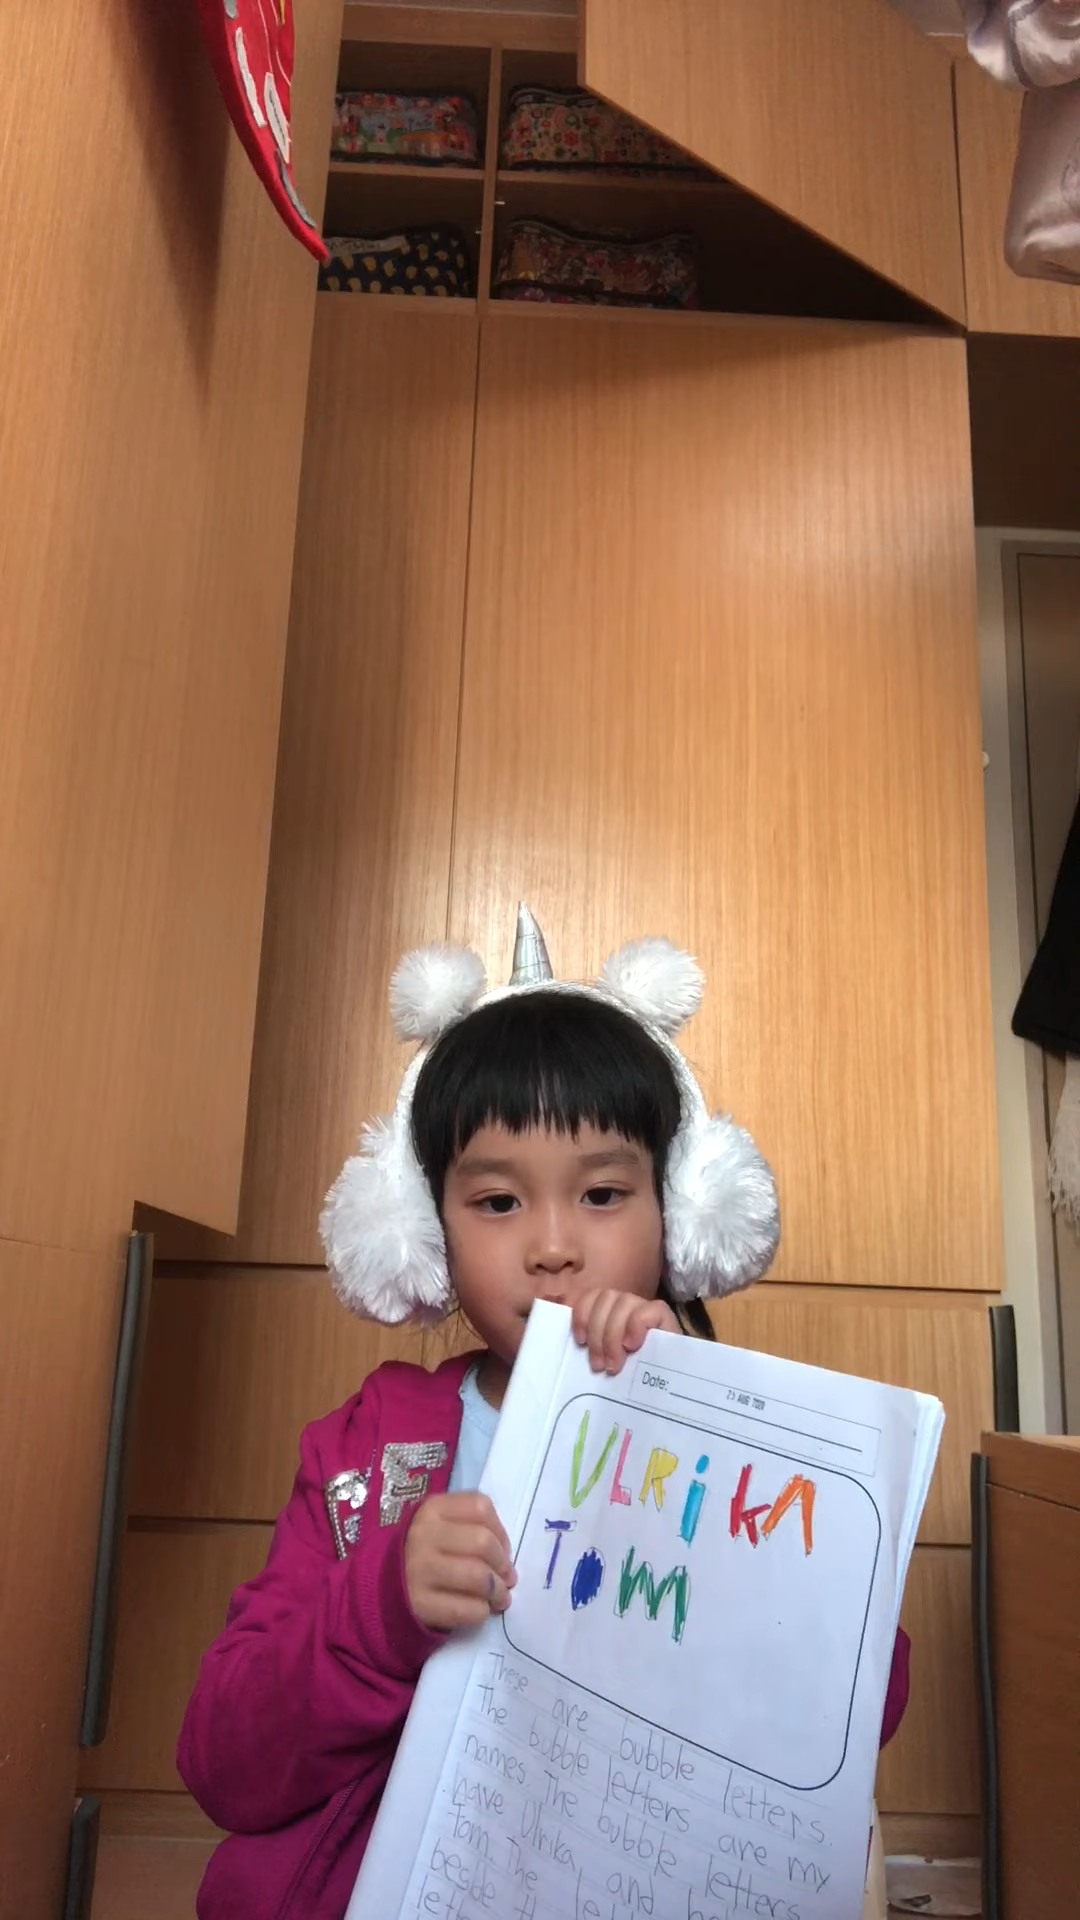 Date: 25 AUG 2020
ULRiKA
TOM
These are bubble letters.
The bubble letters are my
names. The bubble letters
have Ulrika and
Tom. The
beside